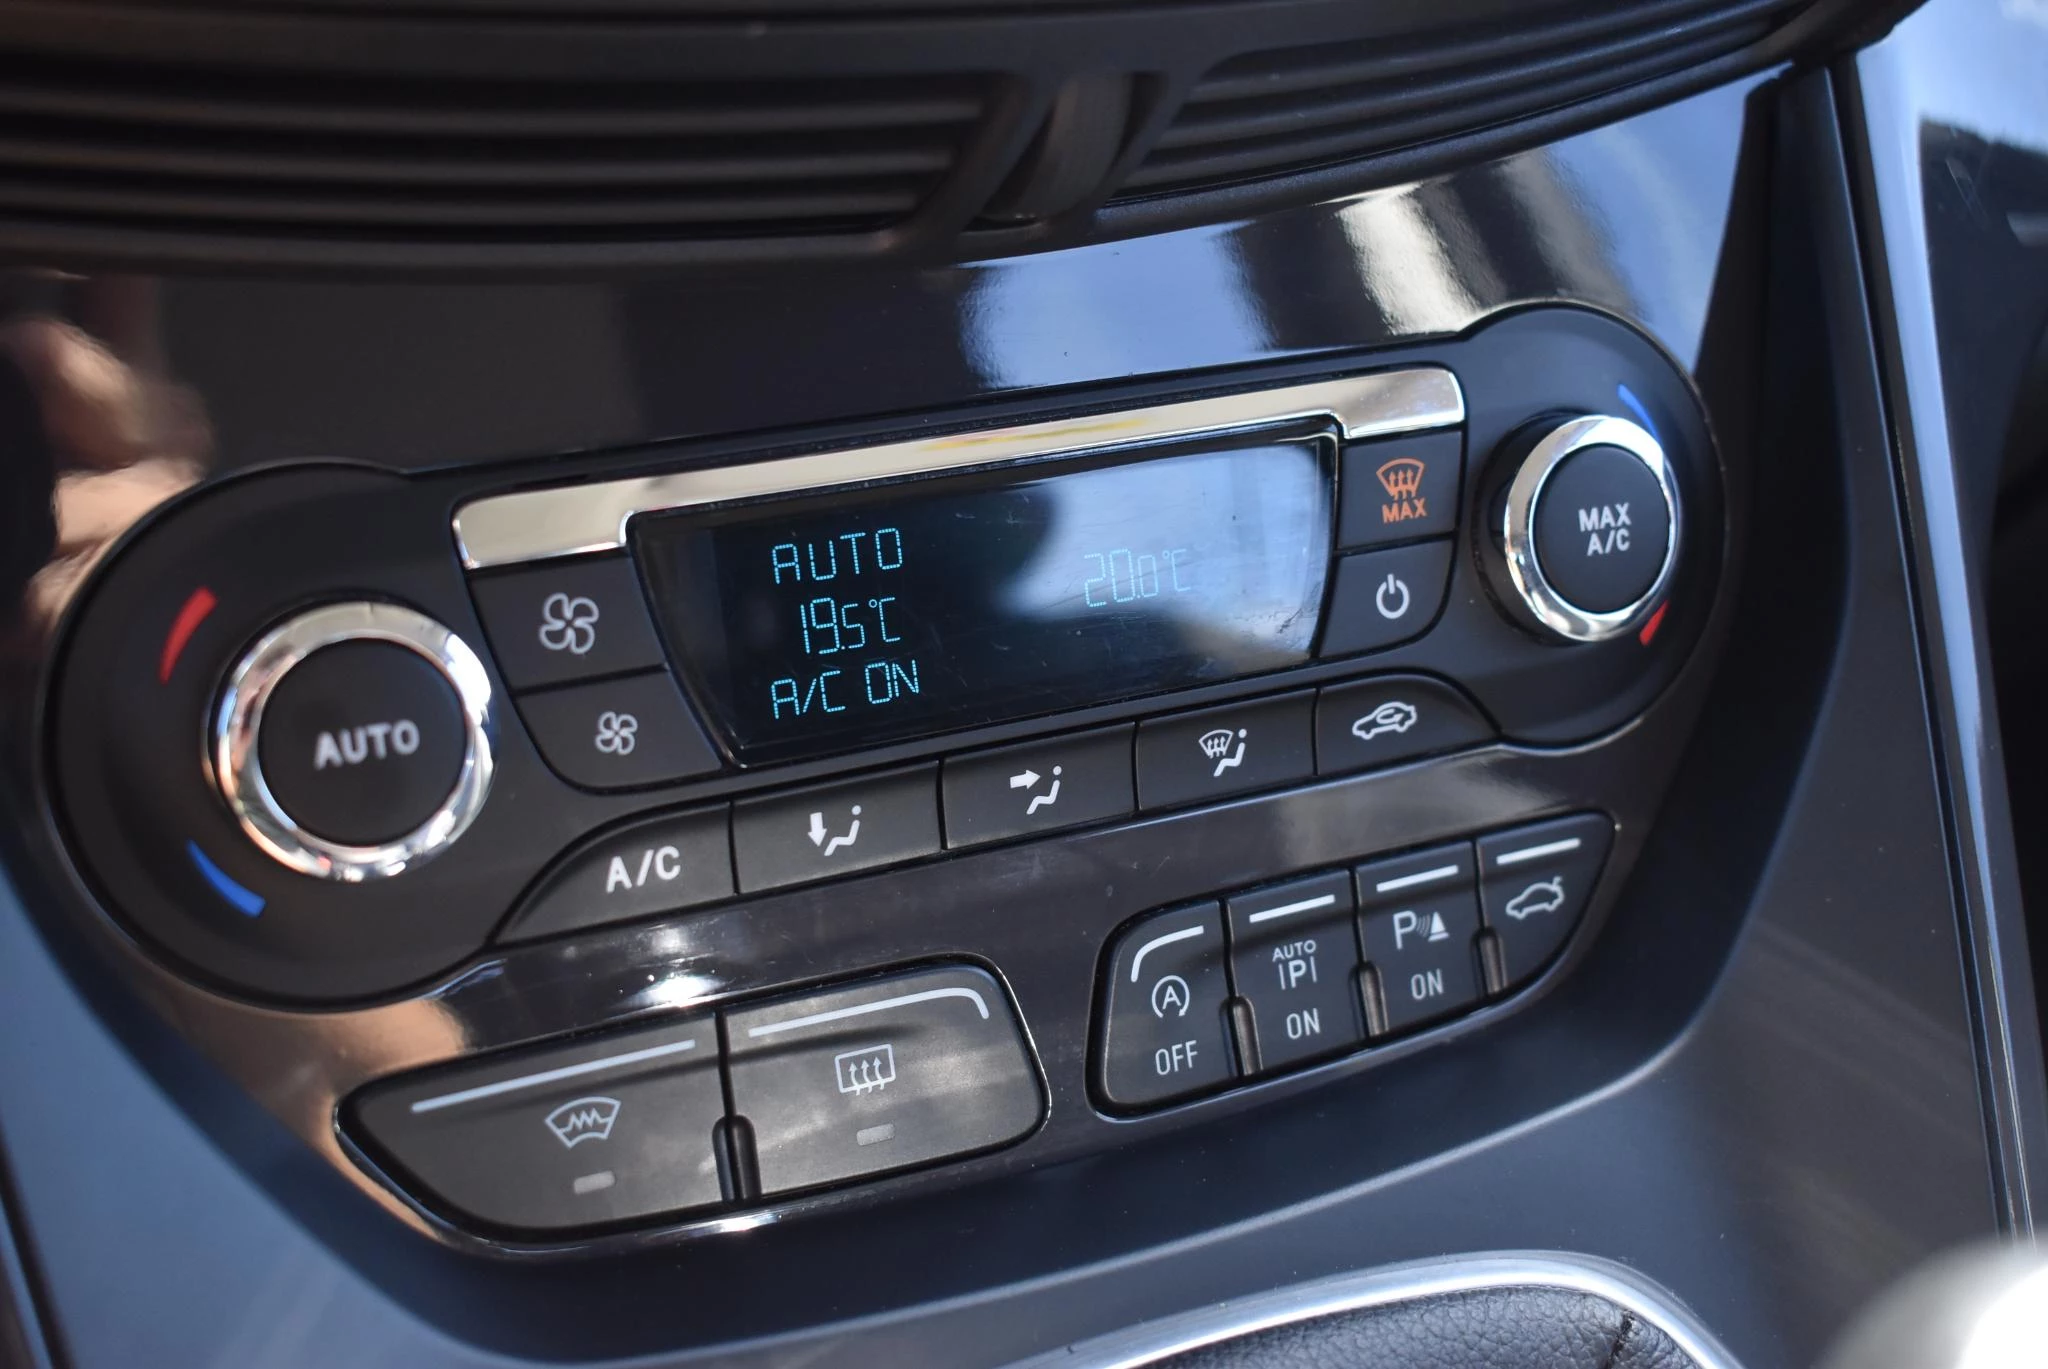 AUTO
19.5°C
A/C ON
20.0°C
MAX
MAX
A/C
AUTO
A/C
A
OFF
AUTO
|P|
ON
P
ON